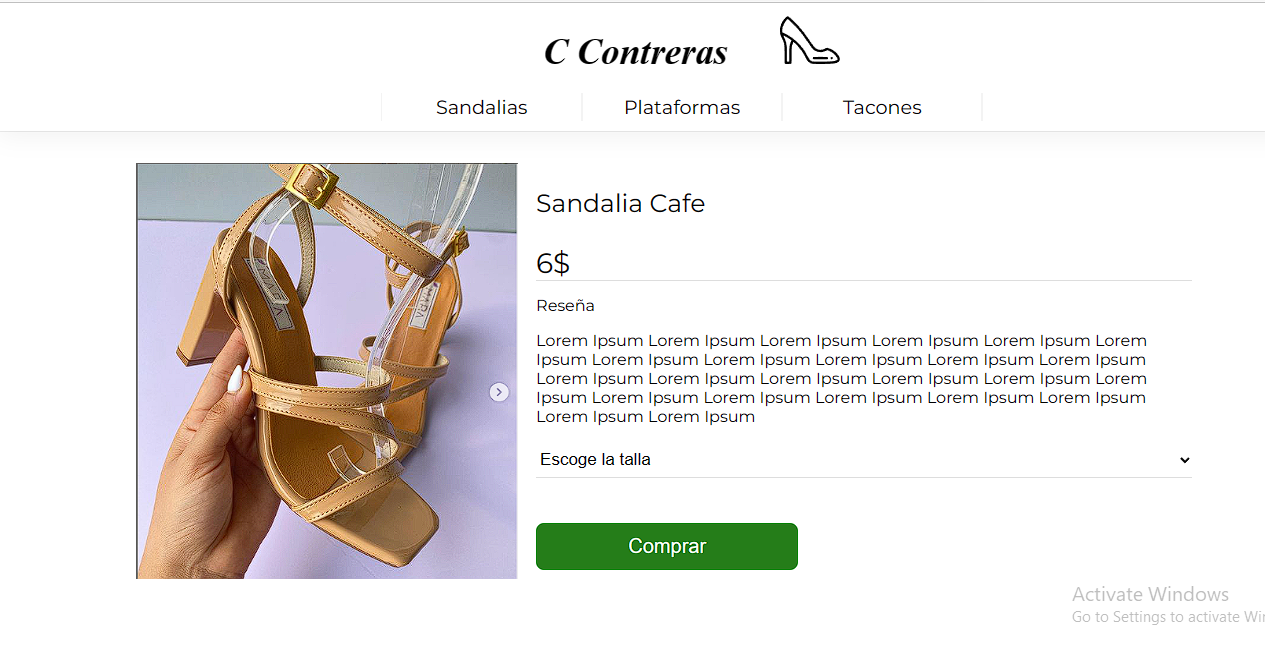 C Contreras
Sandalias
Plataformas
Tacones
Sandalia Cafe
6$
Reseña
Lorem Ipsum Lorem Ipsum Lorem Ipsum Lorem Ipsum Lorem Ipsum Lorem
Ipsum Lorem Ipsum Lorem Ipsum Lorem Ipsum Lorem Ipsum Lorem Ipsum
Lorem Ipsum Lorem Ipsum Lorem Ipsum Lorem Ipsum Lorem Ipsum Lorem
Ipsum Lorem Ipsum Lorem Ipsum Lorem Ipsum Lorem Ipsum Lorem Ipsum
Lorem Ipsum Lorem Ipsum
Escoge la talla
Comprar
Activate Windows
Go to Settings to activate Wi